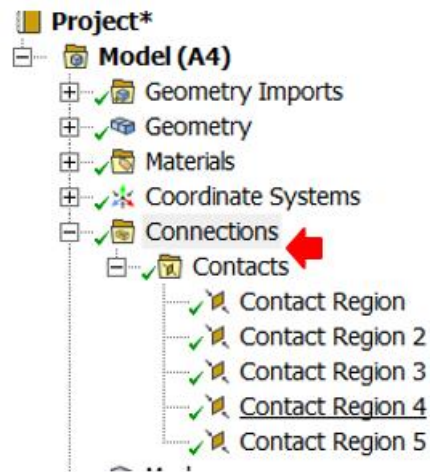 Project*
Model (A4)
Geometry Imports
Geometry
Materials
Coordinate Systems
Connections
Contacts
Contact Region
Contact Region 2
Contact Region 3
Contact Region 4
Contact Region 5